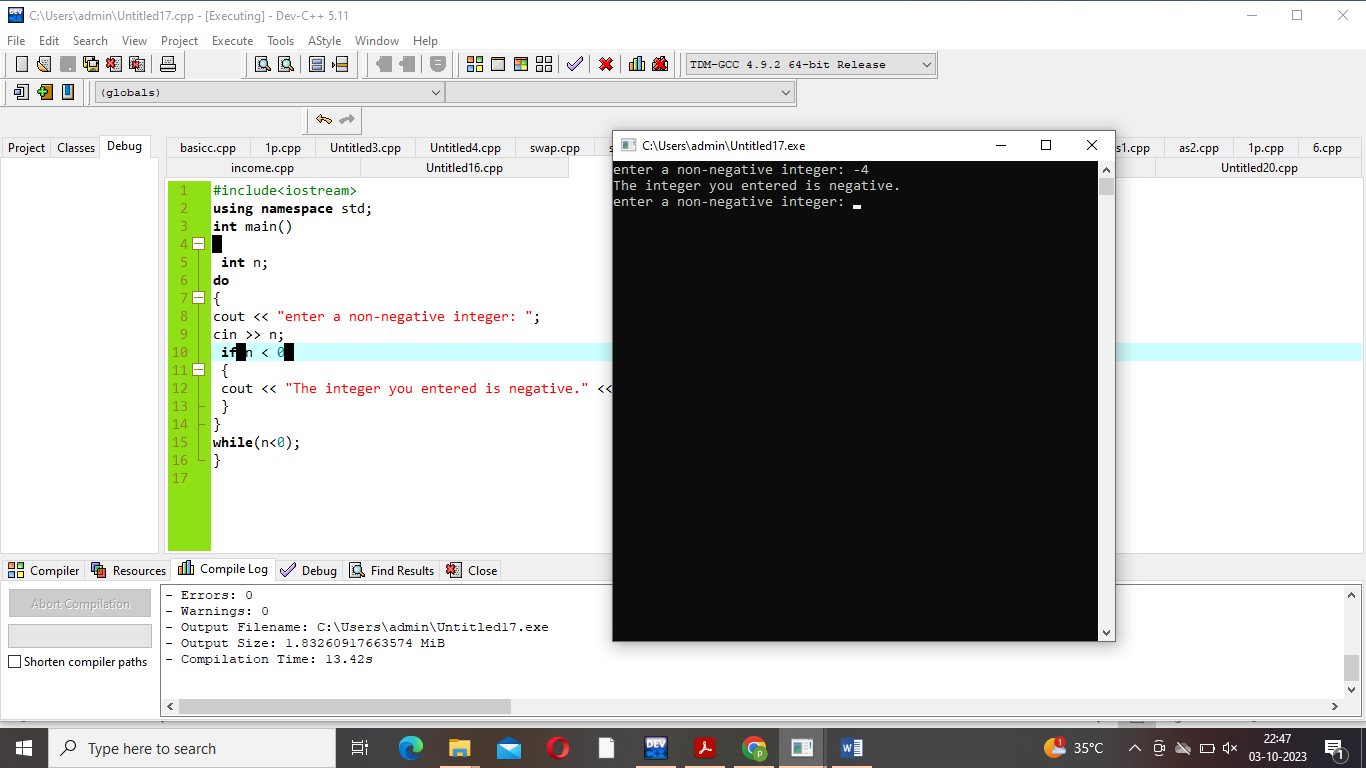 C:\Users\admin\Untitled17.cpp - [Executing] - Dev-C++ 5.11
File Edit Search View Project Execute Tools AStyle Window Help
TDM-GCC 4.9.2 64-bit Release
(globals)
Project Classes Debug
basicc.cpp 1p.cpp Untitled3.cpp Untitled4.cpp swap.cpp s1.cpp as2.cpp 1p.cpp 6.cpp
income.cpp Untitled16.cpp Untitled20.cpp
1 #include<iostream>
2 using namespace std;
3 int main()
4
5 int n;
6 do
7 {
8 cout << "enter a non-negative integer: ";
9 cin >> n;
10 if n < 0
11 {
12 cout << "The integer you entered is negative." <<
13 }
14 }
15 while(n<0);
16 }
17
C:\Users\admin\Untitled17.exe
enter a non-negative integer: -4
The integer you entered is negative.
enter a non-negative integer:
Compiler Resources Compile Log Debug Find Results Close
Abort Compilation
Shorten compiler paths
- Errors: 0
- Warnings: 0
- Output Filename: C:\Users\admin\Untitled17.exe
- Output Size: 1.83260917663574 MiB
- Compilation Time: 13.42s
Type here to search
DEV
1
35°C
22:47
03-10-2023
1